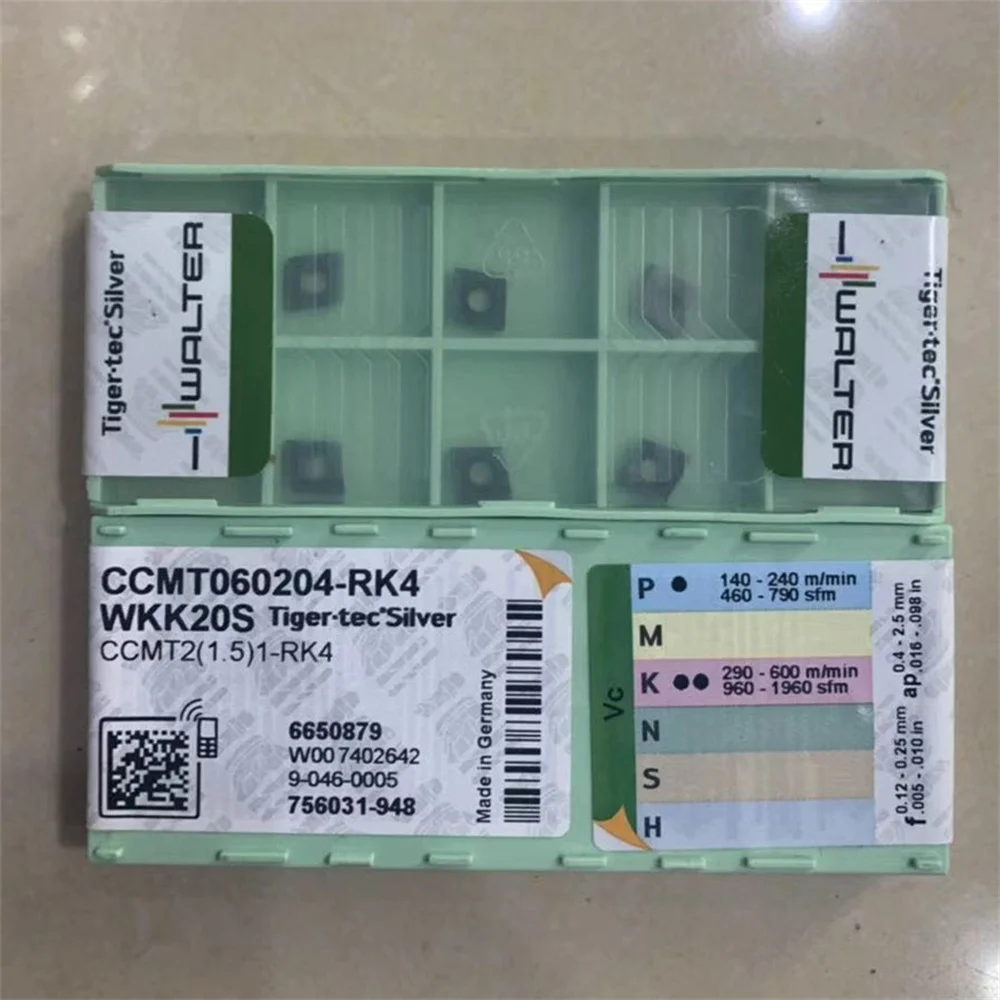 Tiger·tec®Silver
WALTER
WALTER
Tiger·tec®Silver
CCMT060204-RK4
WKK20S Tiger·tec®Silver
CCMT2(1.5)1-RK4
6650879
W00 7402642
9-046-0005
756031-948
Made in Germany
Vc
P ●
140 - 240 m/min
460 - 790 sfm
M
K ●●
290 - 600 m/min
960 - 1960 sfm
N
S
H
ap 0.4 - 2.5 mm
.016 - .098 in
f 0.12 - 0.25 mm
.005 - .010 in